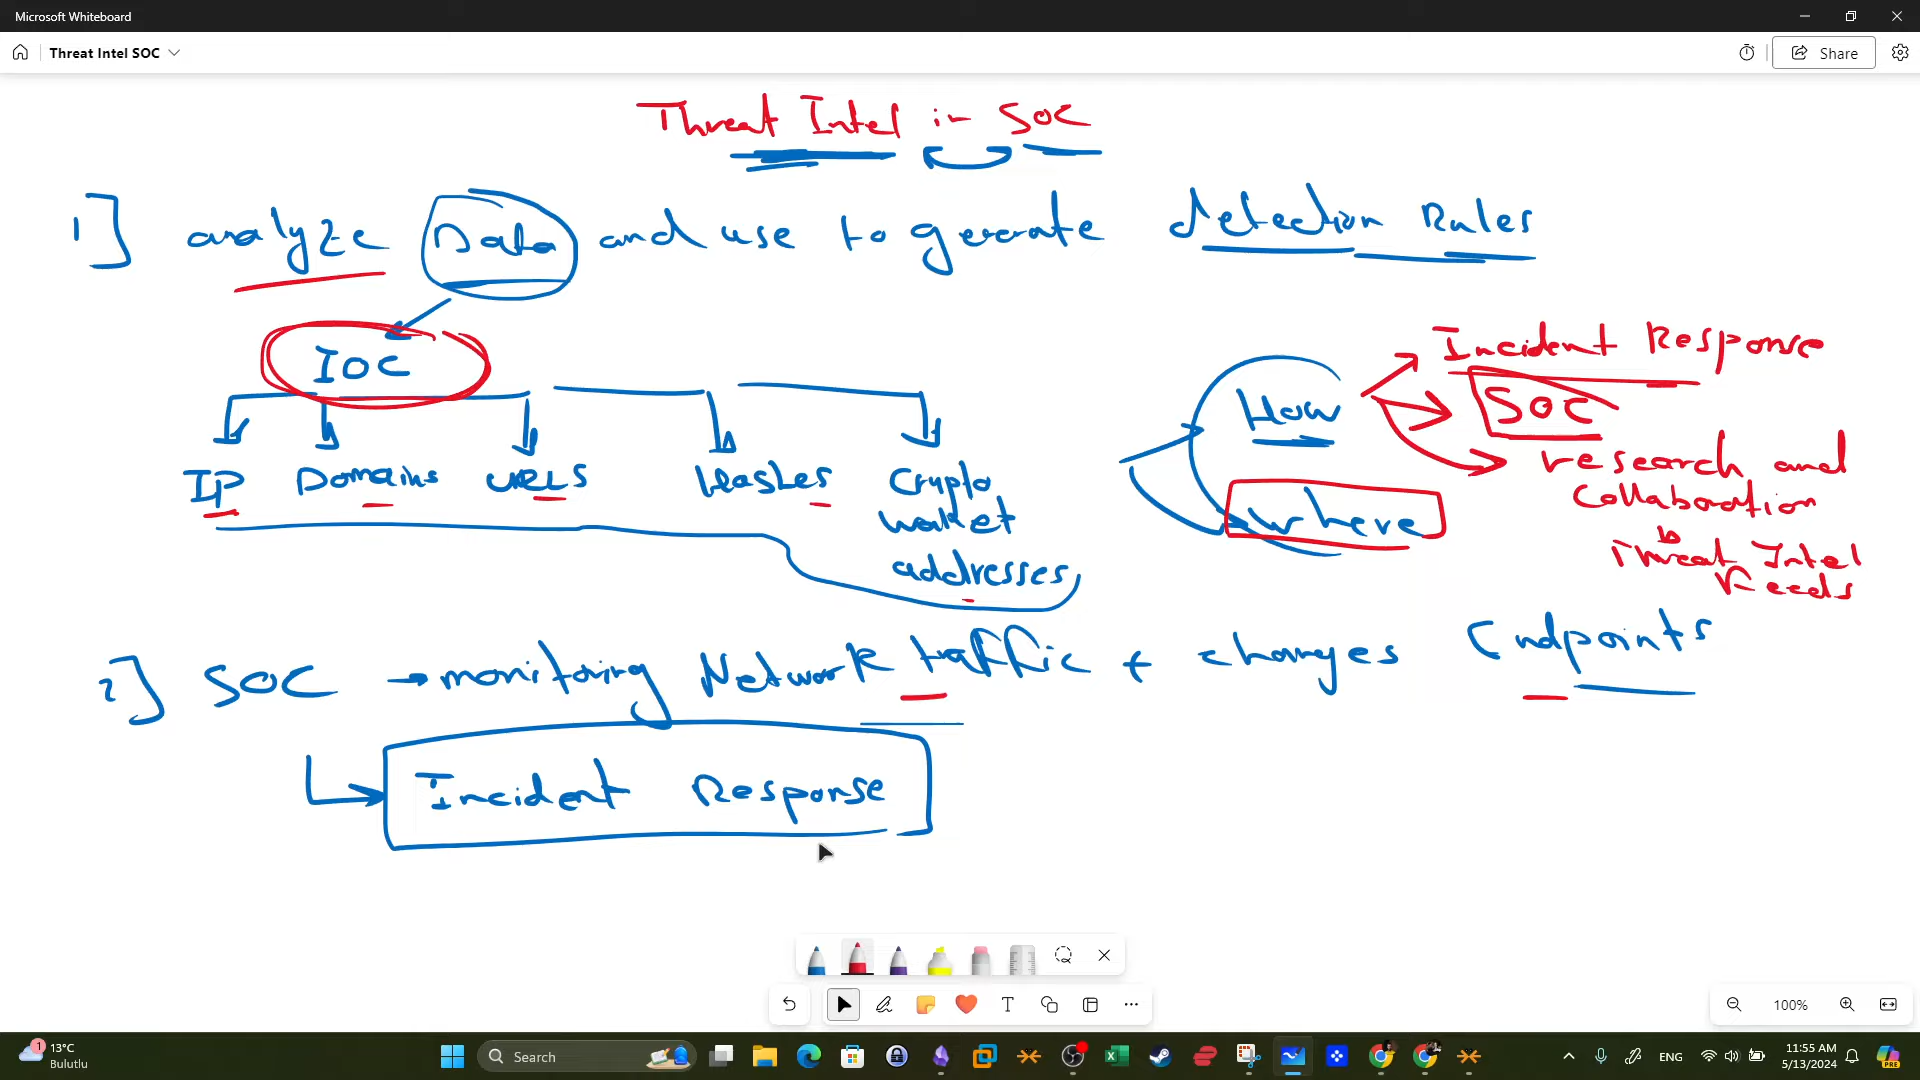 Microsoft Whiteboard
Threat Intel SOC
Share
Threat Intel in SOC
1] analyze Data and use to generate detection Rules
IOC
IP Domains URLS Hashes Crypto
wallet
addresses
How
where
Incident Response
SOC
research and
Collaboration
Threat Intel
Feeds
2] SOC → monitoring Network traffic + changes Endpoints
Incident Response
100%
1
13°C
Bulutlu
Search
ENG
11:55 AM
5/13/2024
PRE